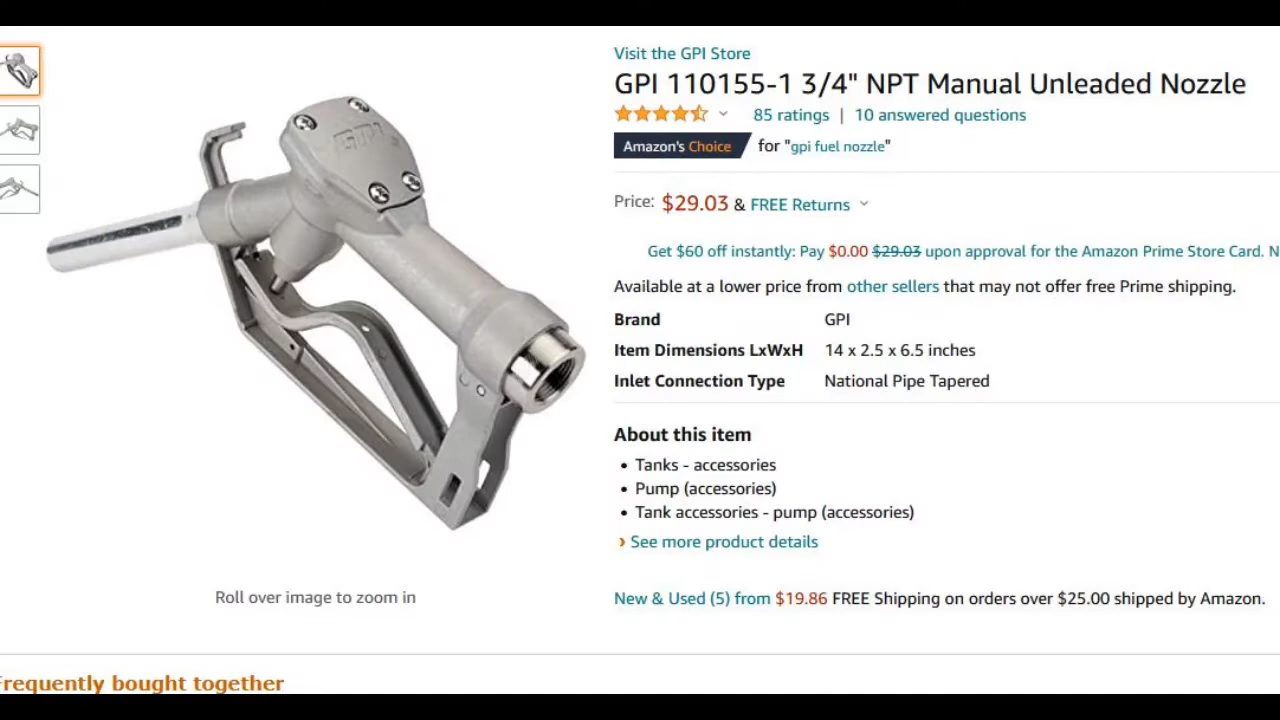 Visit the GPI Store
GPI 110155-1 3/4" NPT Manual Unleaded Nozzle
85 ratings | 10 answered questions
Amazon's Choice for "gpi fuel nozzle"
Price: $29.03 & FREE Returns
Get $60 off instantly: Pay $0.00 $29.03 upon approval for the Amazon Prime Store Card. N
Available at a lower price from other sellers that may not offer free Prime shipping.
Brand GPI
Item Dimensions LxWxH 14 x 2.5 x 6.5 inches
Inlet Connection Type National Pipe Tapered
About this item
• Tanks - accessories
• Pump (accessories)
• Tank accessories - pump (accessories)
› See more product details
New & Used (5) from $19.86 FREE Shipping on orders over $25.00 shipped by Amazon.
GPI
Roll over image to zoom in
requently bought together